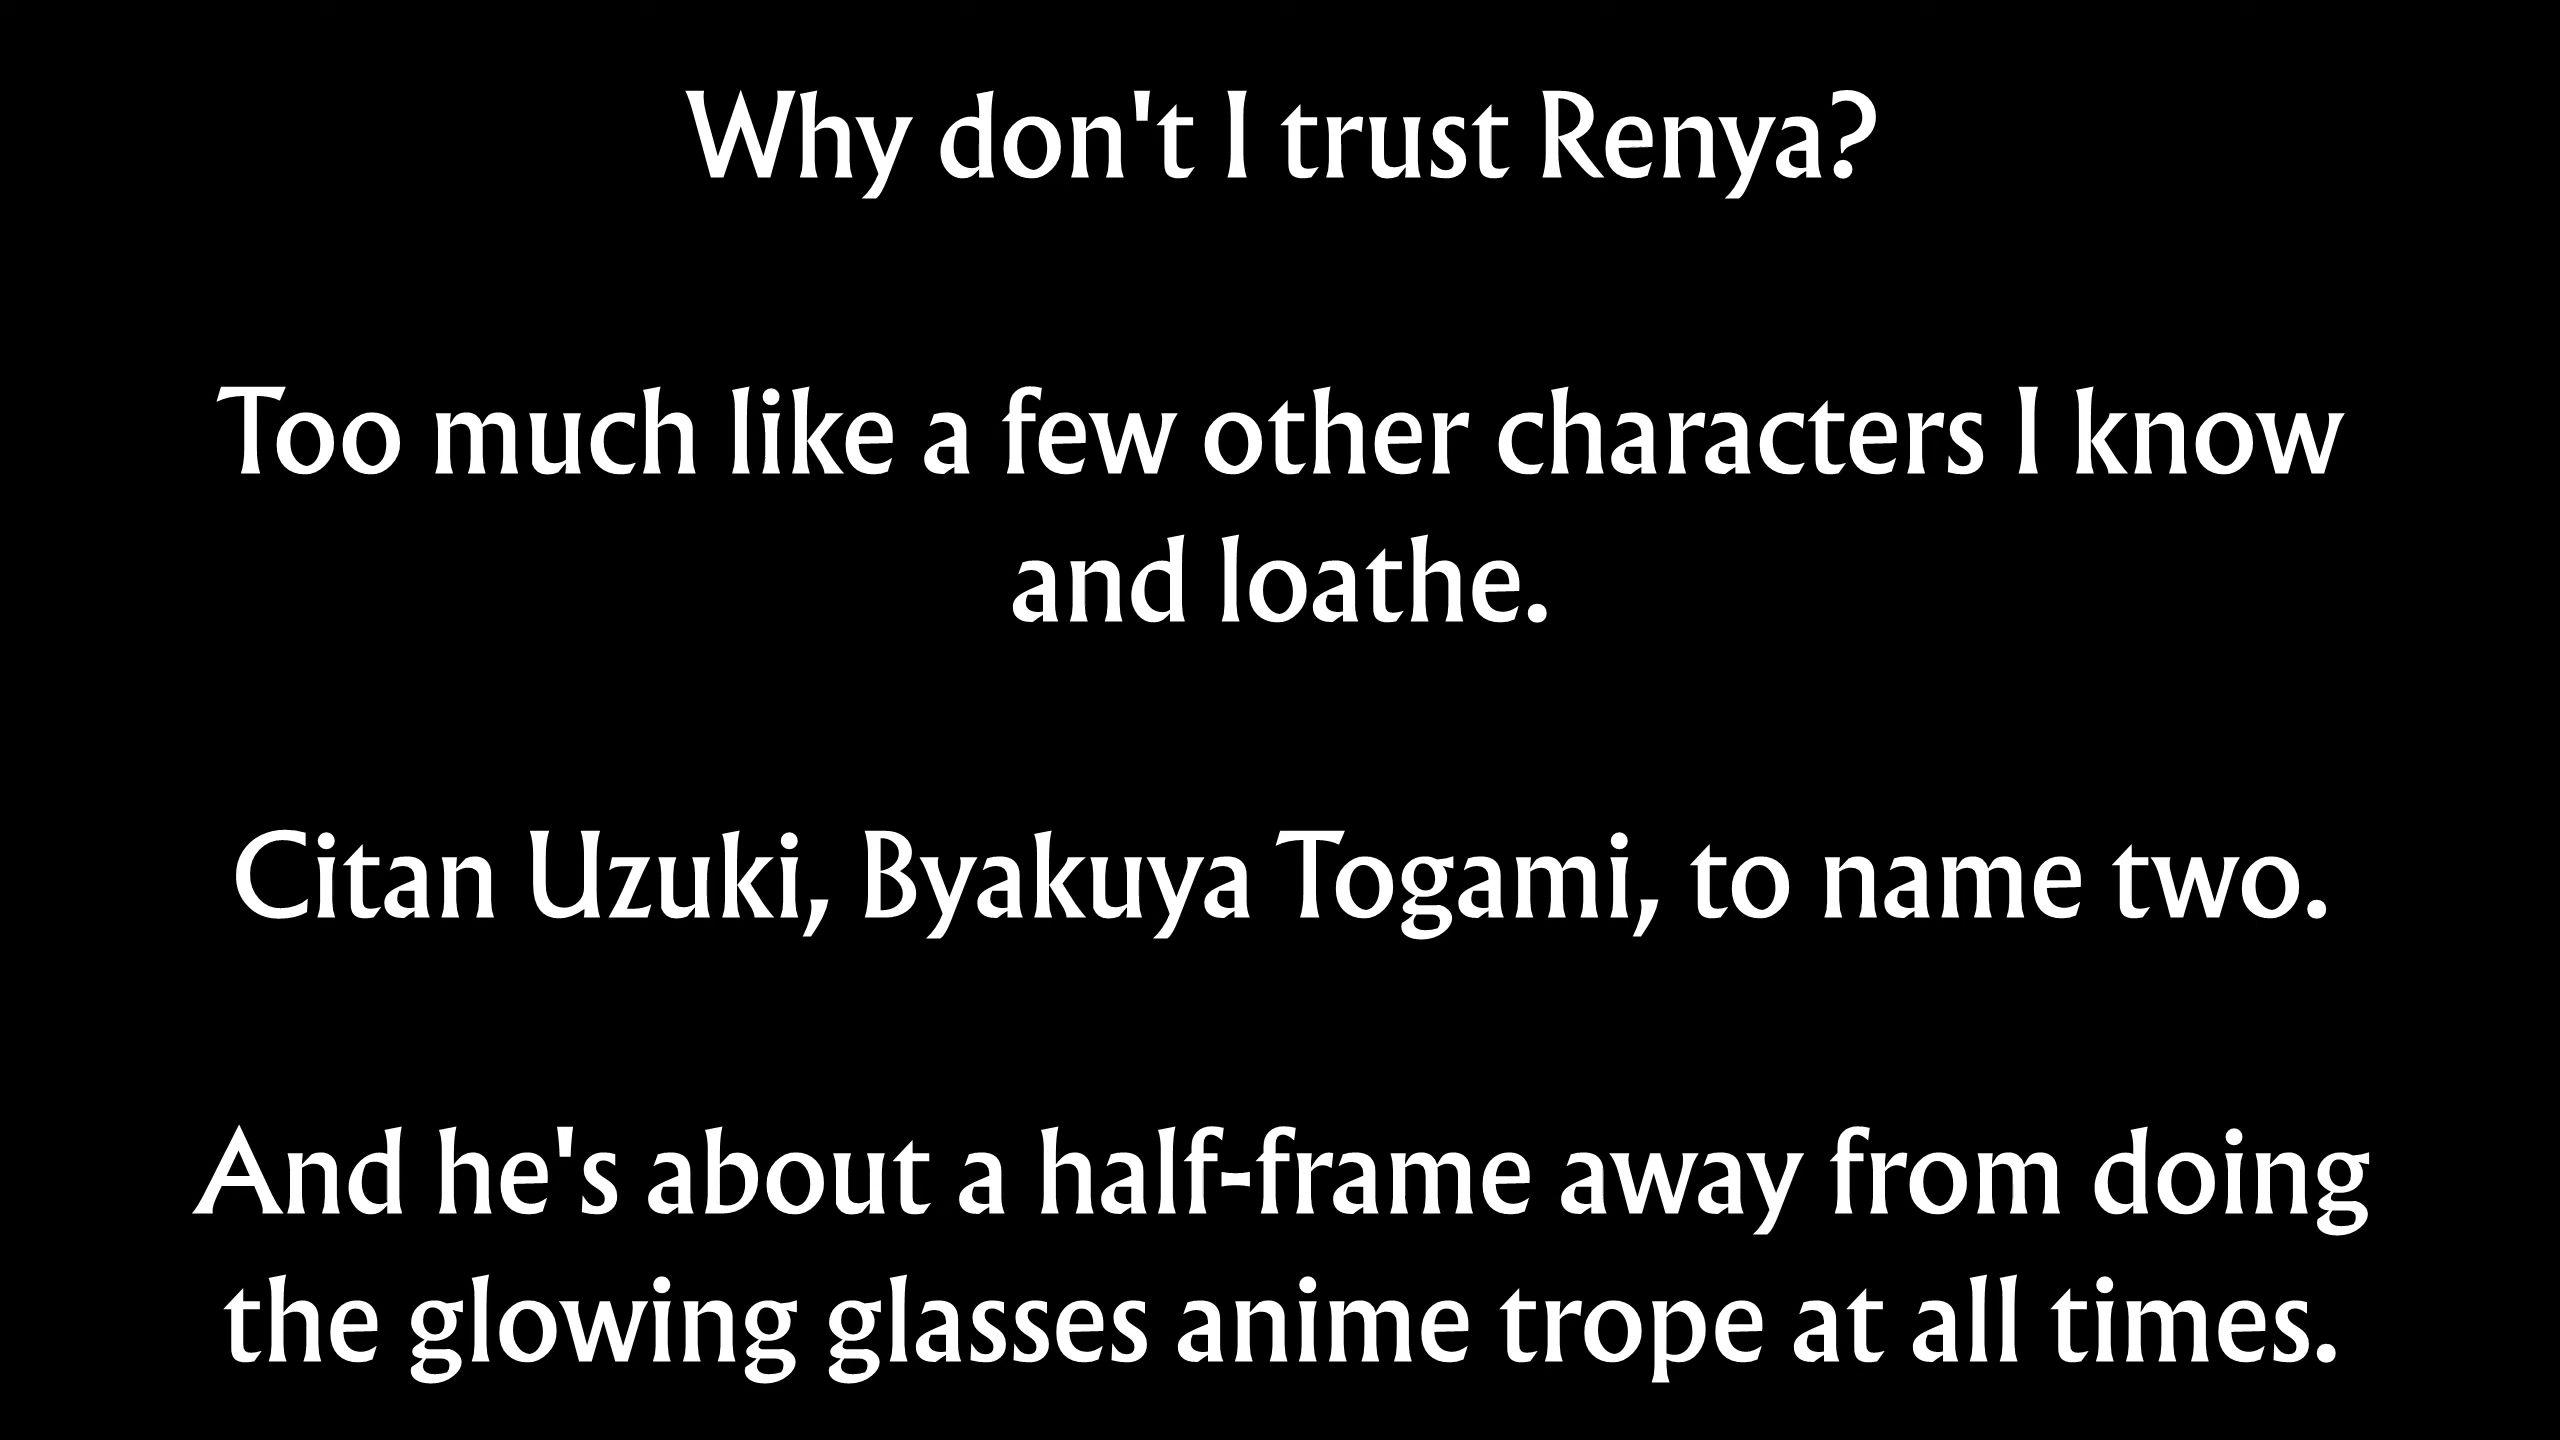 Why don't I trust Renya?
Too much like a few other characters I know
and loathe.
Citan Uzuki, Byakuya Togami, to name two.
And he's about a half-frame away from doing
the glowing glasses anime trope at all times.